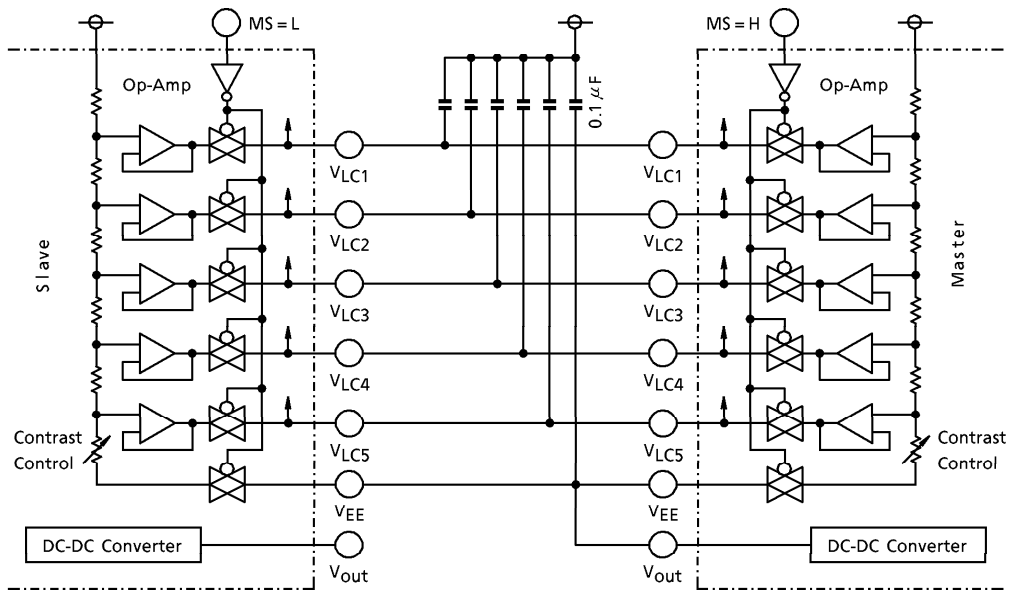 MS = L
MS = H
Op-Amp
Op-Amp
0.1 μF
VLC1
VLC1
VLC2
VLC2
Slave
Master
VLC3
VLC3
VLC4
VLC4
Contrast
Control
Contrast
Control
VLC5
VLC5
VEE
VEE
DC-DC Converter
DC-DC Converter
Vout
Vout